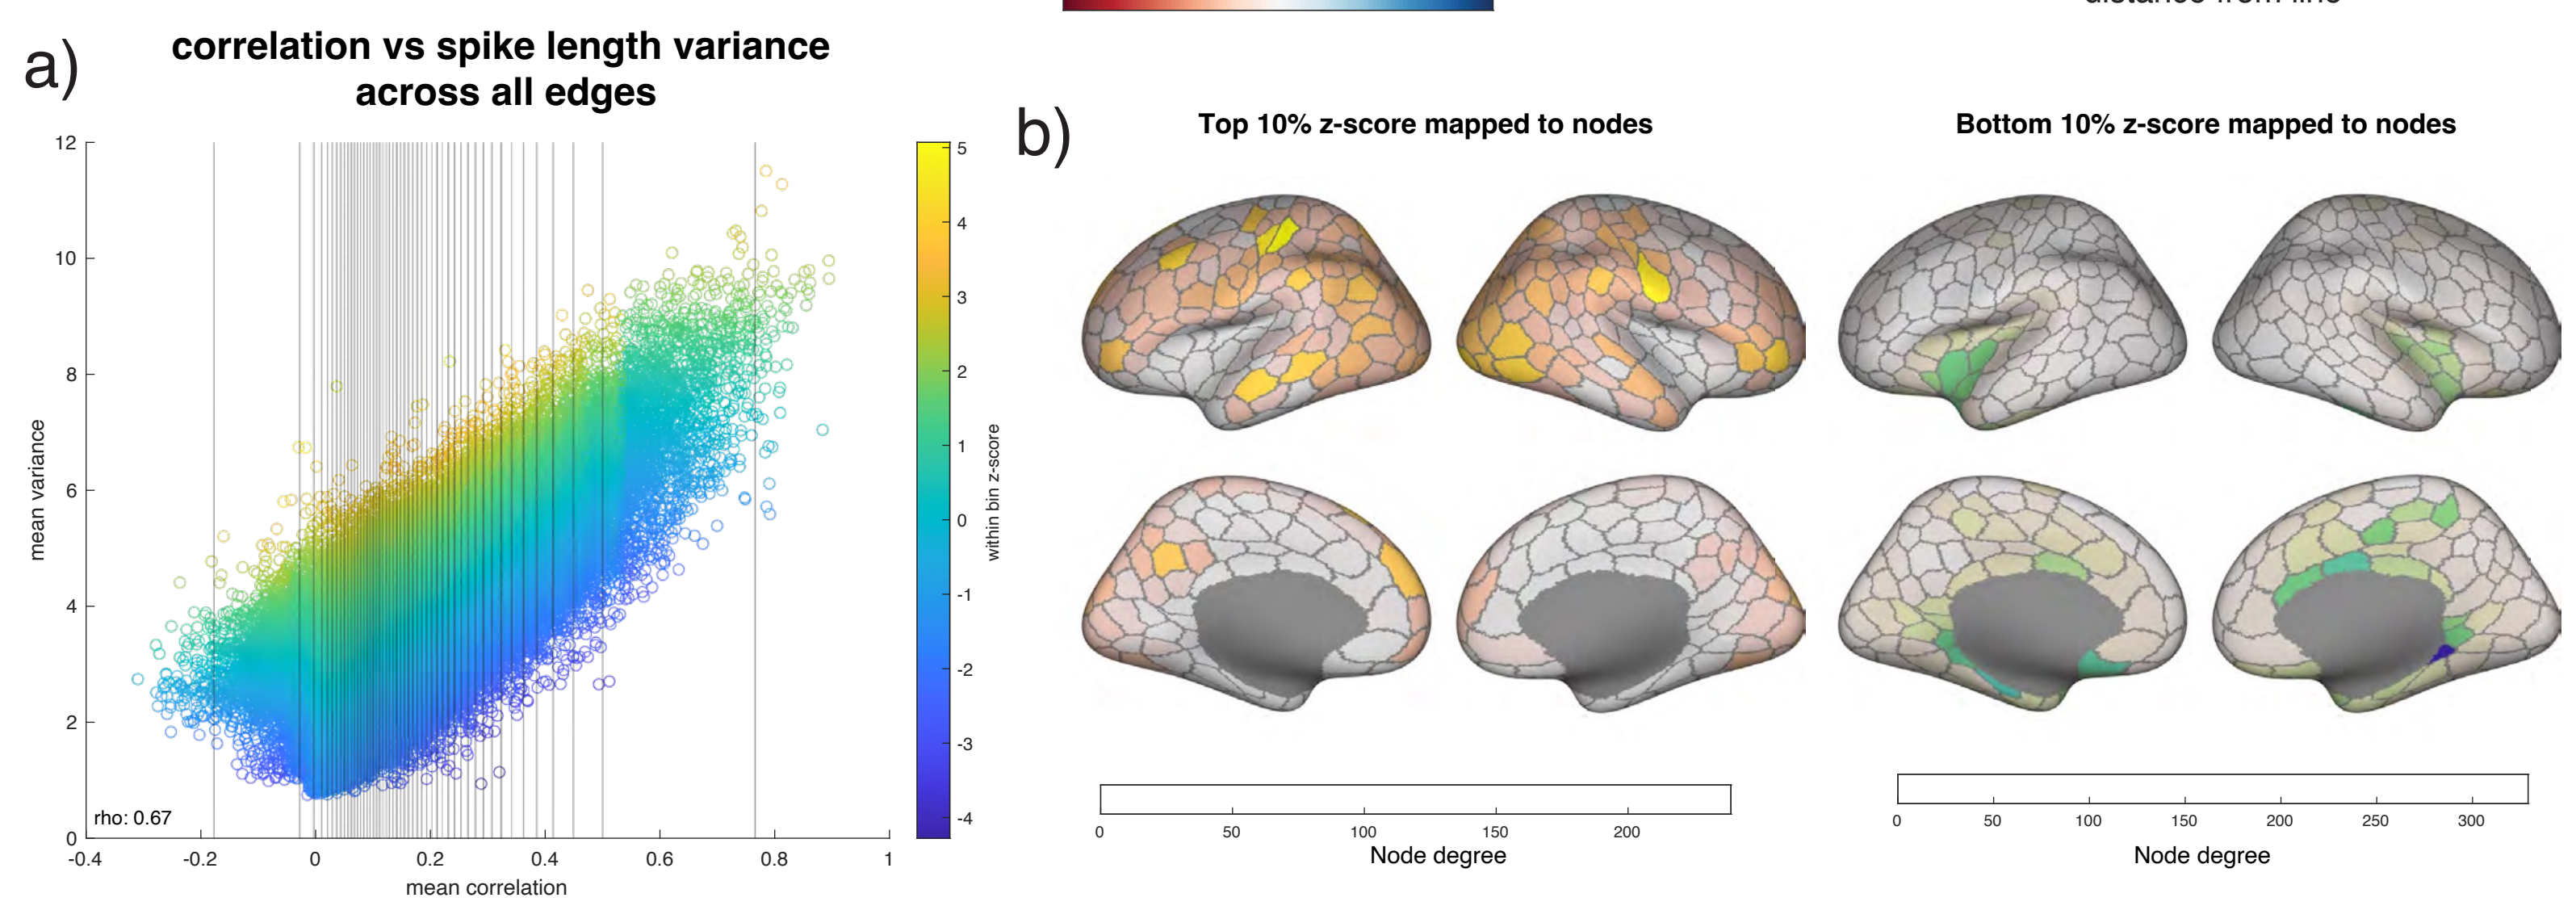 distance from line
a)
correlation vs spike length variance
across all edges
12
10
8
6
4
2
0
mean variance
rho: 0.67
-0.4
-0.2
0
0.2
0.4
0.6
0.8
1
mean correlation
5
4
3
2
1
0
-1
-2
-3
-4
within bin z-score
b)
Top 10% z-score mapped to nodes
Bottom 10% z-score mapped to nodes
0
50
100
150
200
Node degree
0
50
100
150
200
250
300
Node degree